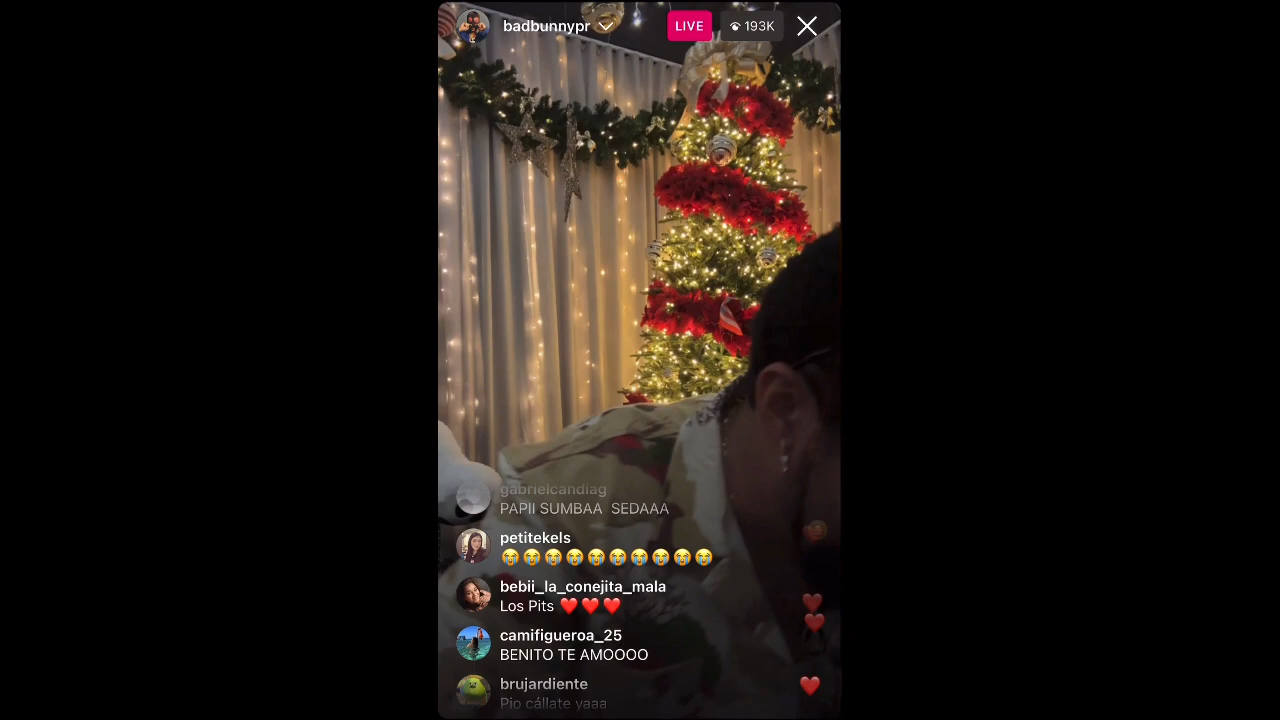 badbunnypr
LIVE
193K
gabrielcandiag
PAPII SUMBAA SEDAAA
petitekels
😭😭😭😭😭😭😭😭😭😭
bebii_la_conejita_mala
Los Pits ❤️❤️❤️
camifigueroa_25
BENITO TE AMOOOO
brujardiente
Pio cállate yaaa